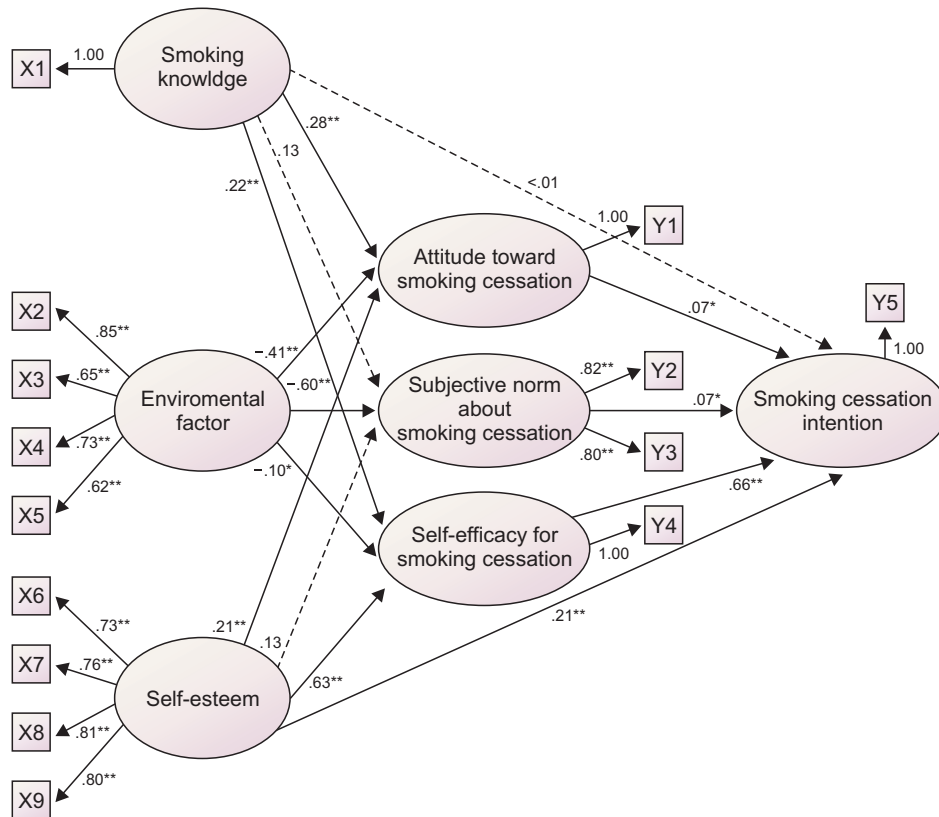 Smoking
knowldge
1.00
X1
.28**
.13
.22**
<.01
1.00
Y1
Attitude toward
smoking cessation
.07*
Y5
1.00
X2
.85**
X3
.65**
X4
.73**
X5
.62**
Enviromental
factor
−.41**
−.60**
−.10*
Subjective norm
about
smoking cessation
.82**
Y2
.80**
Y3
.07*
Smoking cessation
intention
.66**
Self-efficacy for
smoking cessation
Y4
1.00
X6
.73**
X7
.76**
X8
.81**
X9
.80**
Self-esteem
.21**
.13
.63**
.21**